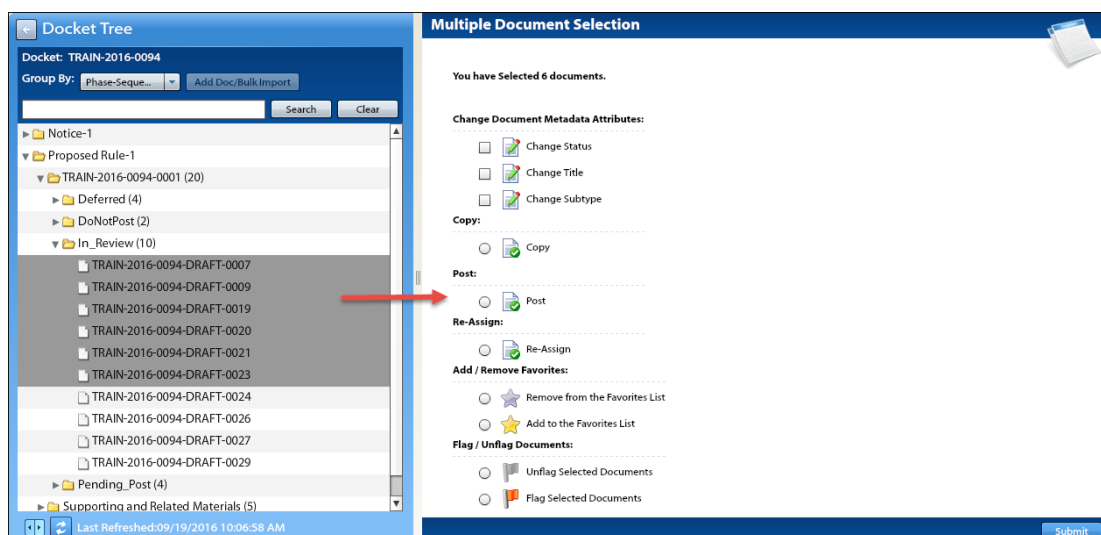 Docket Tree
Docket: TRAIN-2016-0094
Group By: Phase-Seque... Add Doc/Bulk Import
Search Clear
Notice-1
Proposed Rule-1
TRAIN-2016-0094-0001 (20)
Deferred (4)
DoNotPost (2)
In_Review (10)
TRAIN-2016-0094-DRAFT-0007
TRAIN-2016-0094-DRAFT-0009
TRAIN-2016-0094-DRAFT-0019
TRAIN-2016-0094-DRAFT-0020
TRAIN-2016-0094-DRAFT-0021
TRAIN-2016-0094-DRAFT-0023
TRAIN-2016-0094-DRAFT-0024
TRAIN-2016-0094-DRAFT-0026
TRAIN-2016-0094-DRAFT-0027
TRAIN-2016-0094-DRAFT-0029
Pending_Post (4)
Supporting and Related Materials (5)
Last Refreshed:09/19/2016 10:06:58 AM
Multiple Document Selection
You have Selected 6 documents.
Change Document Metadata Attributes:
Change Status
Change Title
Change Subtype
Copy:
Copy
Post:
Post
Re-Assign:
Re-Assign
Add / Remove Favorites:
Remove from the Favorites List
Add to the Favorites List
Flag / Unflag Documents:
Unflag Selected Documents
Flag Selected Documents
Submit